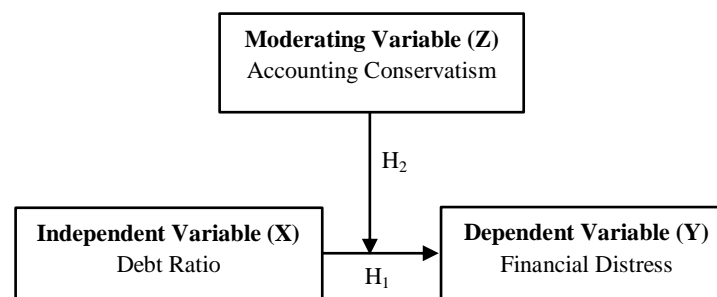 Moderating Variable (Z)
Accounting Conservatism
H₂
Independent Variable (X)
Debt Ratio
H₁
Dependent Variable (Y)
Financial Distress